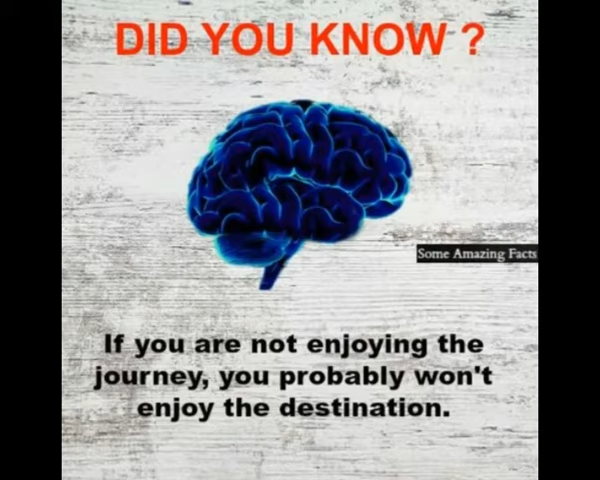 DID YOU KNOW ?
Some Amazing Facts
If you are not enjoying the
journey, you probably won't
enjoy the destination.